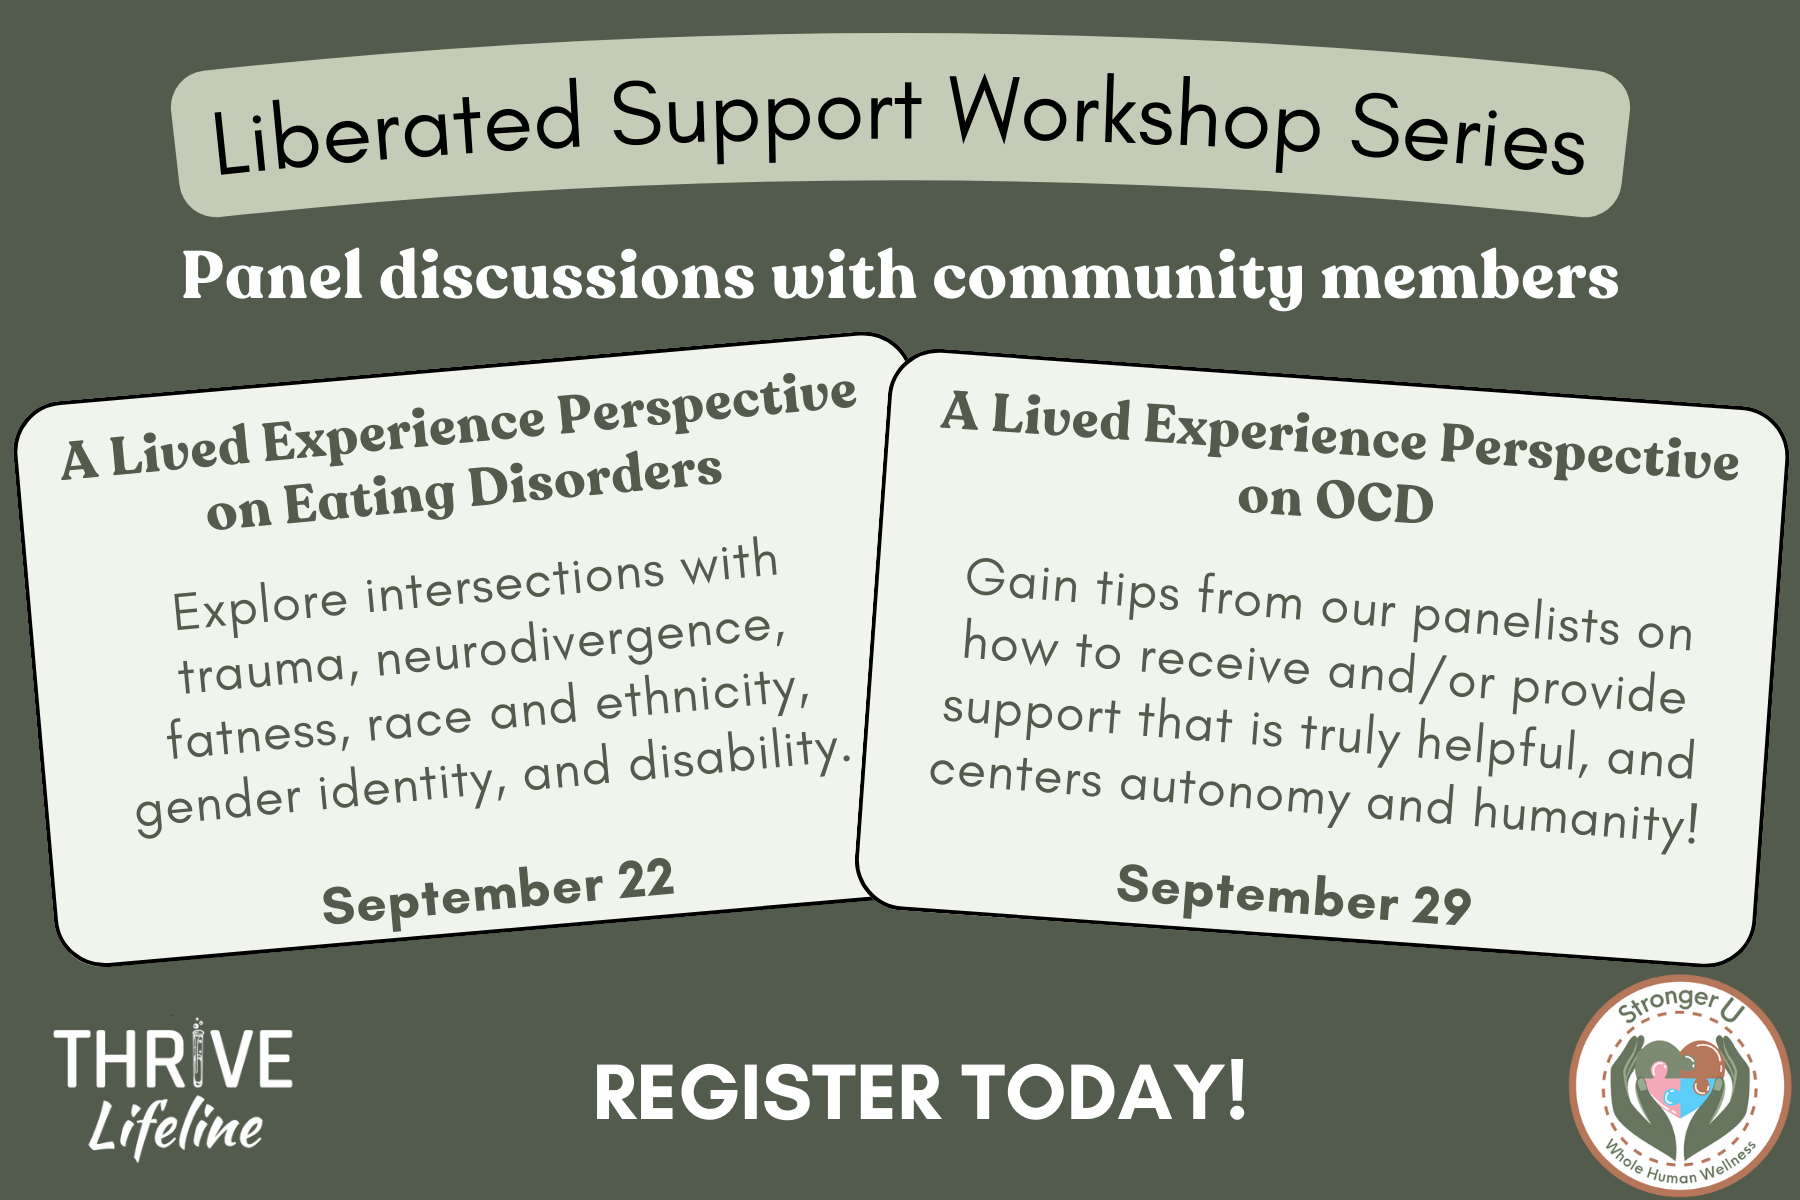 Liberated Support Workshop Series
Panel discussions with community members
A Lived Experience Perspective
on Eating Disorders
Explore intersections with
trauma, neurodivergence,
fatness, race and ethnicity,
gender identity, and disability.
September 22
A Lived Experience Perspective
on OCD
Gain tips from our panelists on
how to receive and/or provide
support that is truly helpful, and
centers autonomy and humanity!
September 29
THRIVE
Lifeline
REGISTER TODAY!
Stronger U
Whole Human Wellness